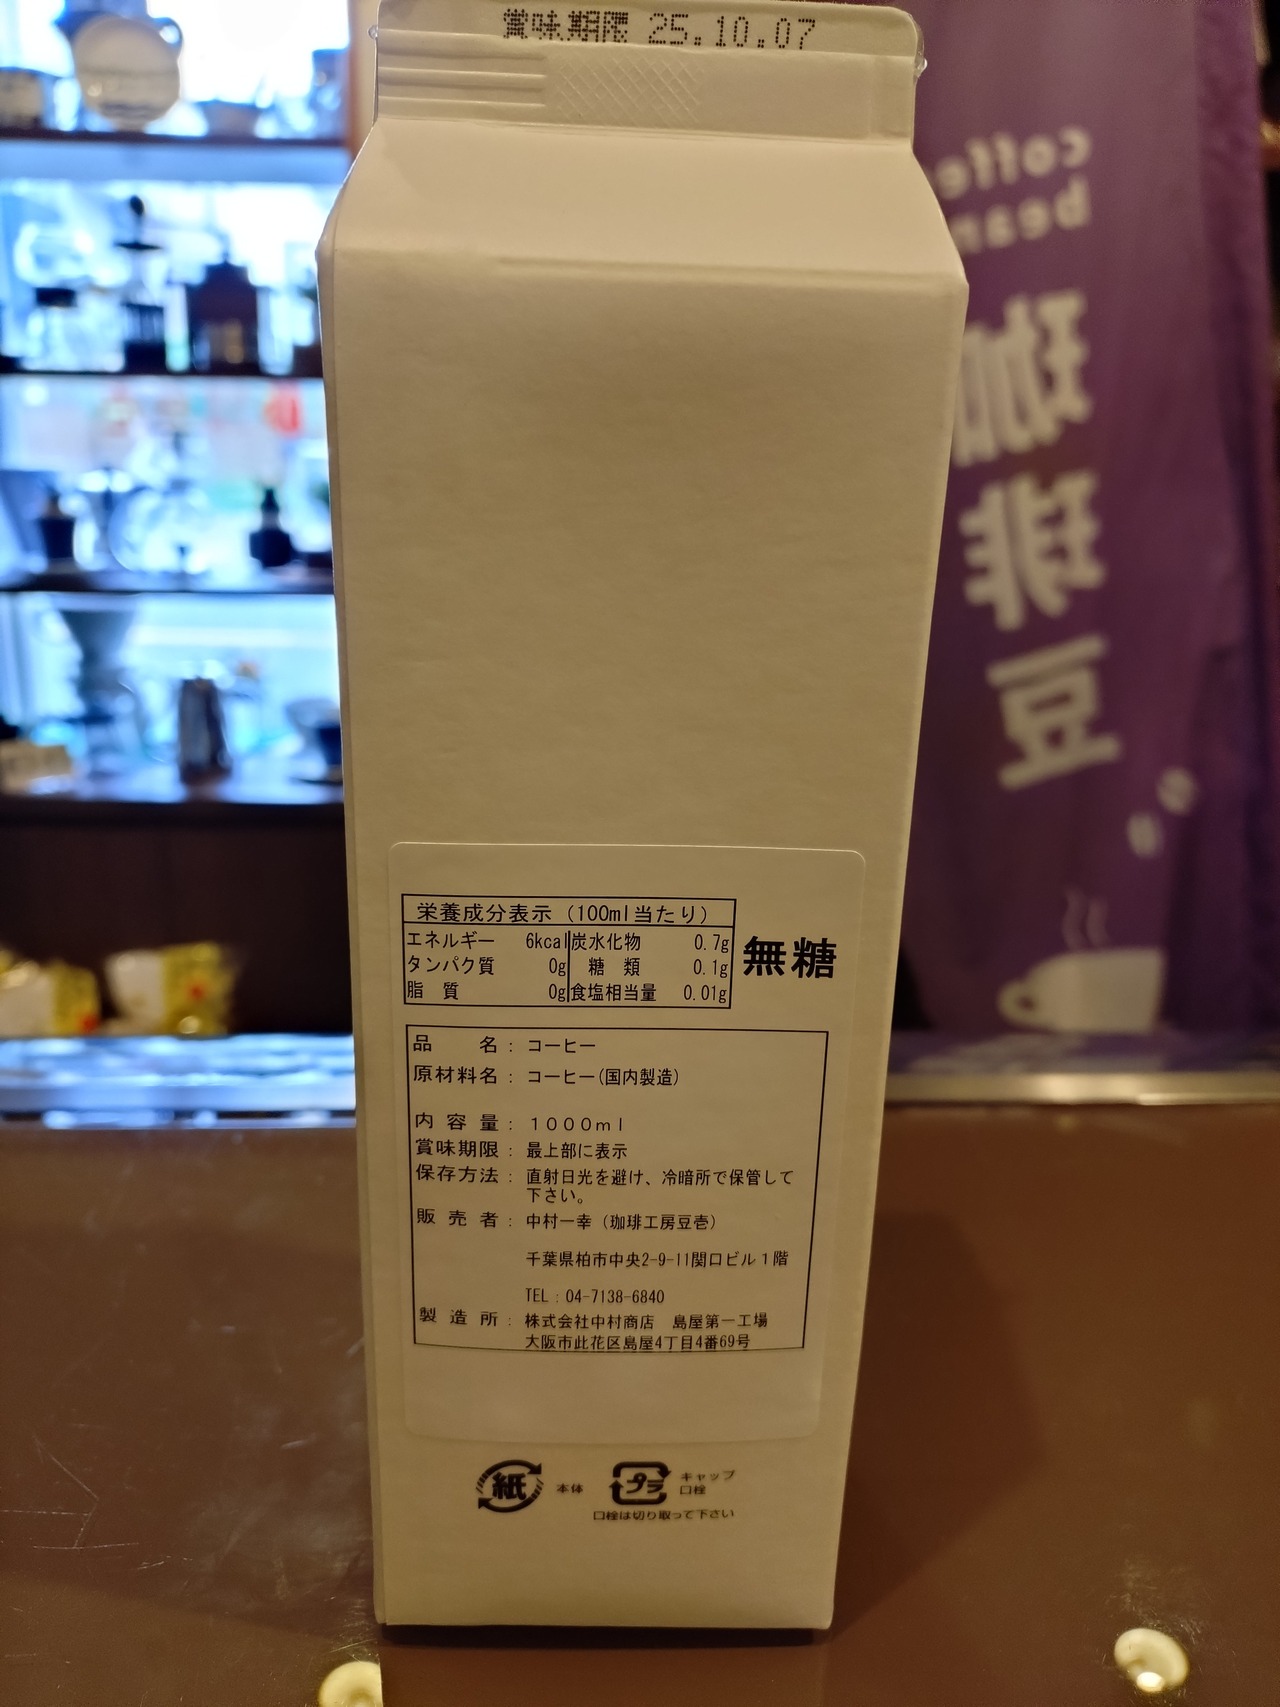 賞味期限 25.10.07
coffe
bean
珈琲豆
栄養成分表示（100ml当たり）
エネルギー 6kcal 炭水化物 0.7g
タンパク質 0g 糖類 0.1g
脂質 0g 食塩相当量 0.01g
無糖
品名：コーヒー
原材料名：コーヒー(国内製造)
内容量：１０００ｍｌ
賞味期限：最上部に表示
保存方法：直射日光を避け、冷暗所で保管して
下さい。
販売者：中村一幸（珈琲工房豆壱）
千葉県柏市中央2-9-11関口ビル１階
TEL：04-7138-6840
製造所：株式会社中村商店　島屋第一工場
大阪市此花区島屋4丁目4番69号
紙 本体
プラ キャップ
口栓
口栓は切り取って下さい